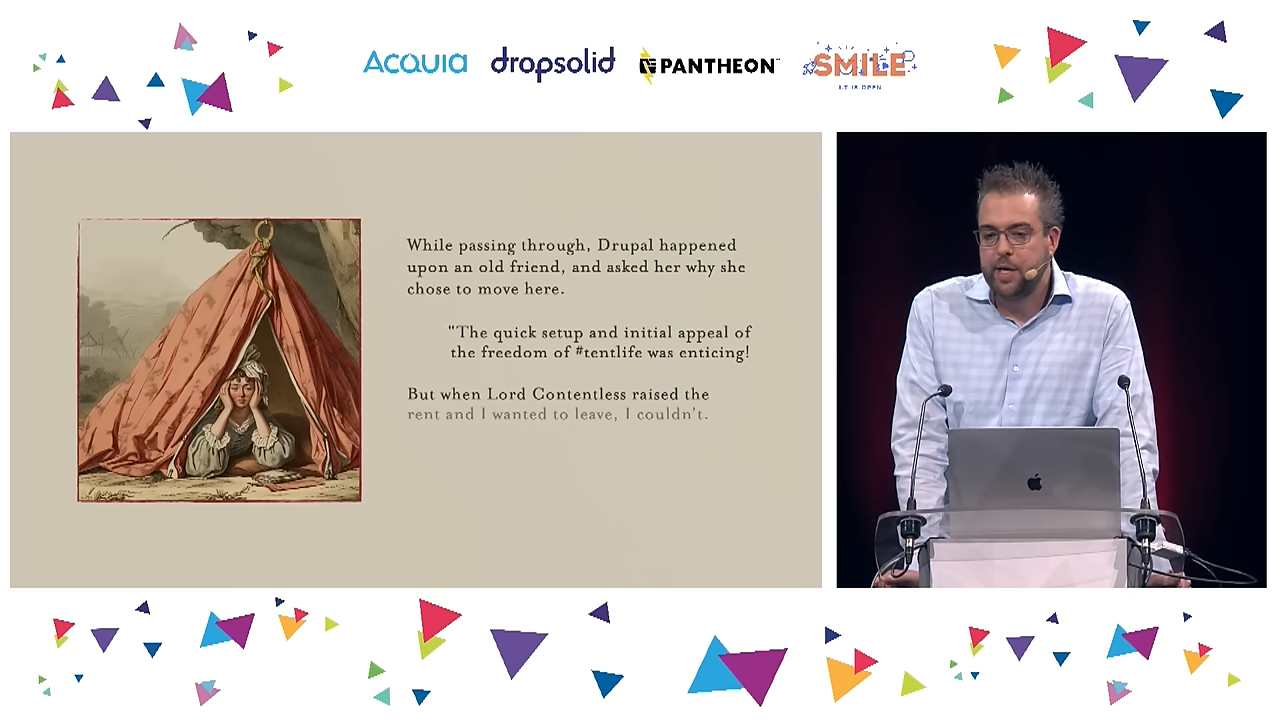 ACQUIA
dropsolid
PANTHEON
SMILE
I.T IS OPEN
While passing through, Drupal happened
upon an old friend, and asked her why she
chose to move here.
"The quick setup and initial appeal of
the freedom of #tentlife was enticing!
But when Lord Contentless raised the
rent and I wanted to leave, I couldn't.